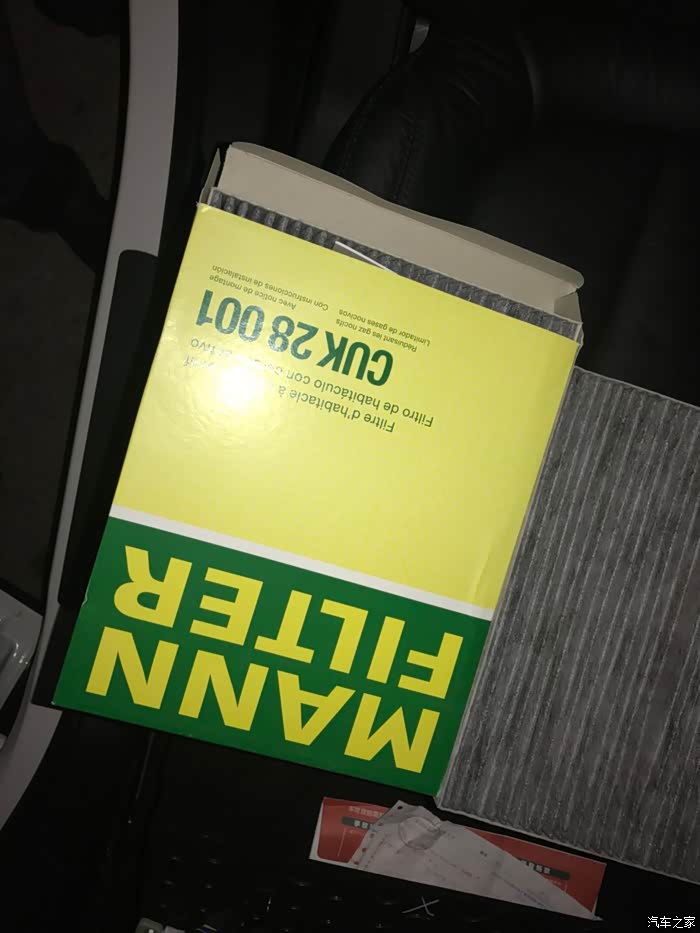 MANN
FILTER
Filtre d'habitacle à
Filtro de habitáculo con
CUK 28 001
Réduisant les gaz nocifs
Limitador de gases nocivos
Avec notice de montage
Con instrucciones de instalación
汽车之家